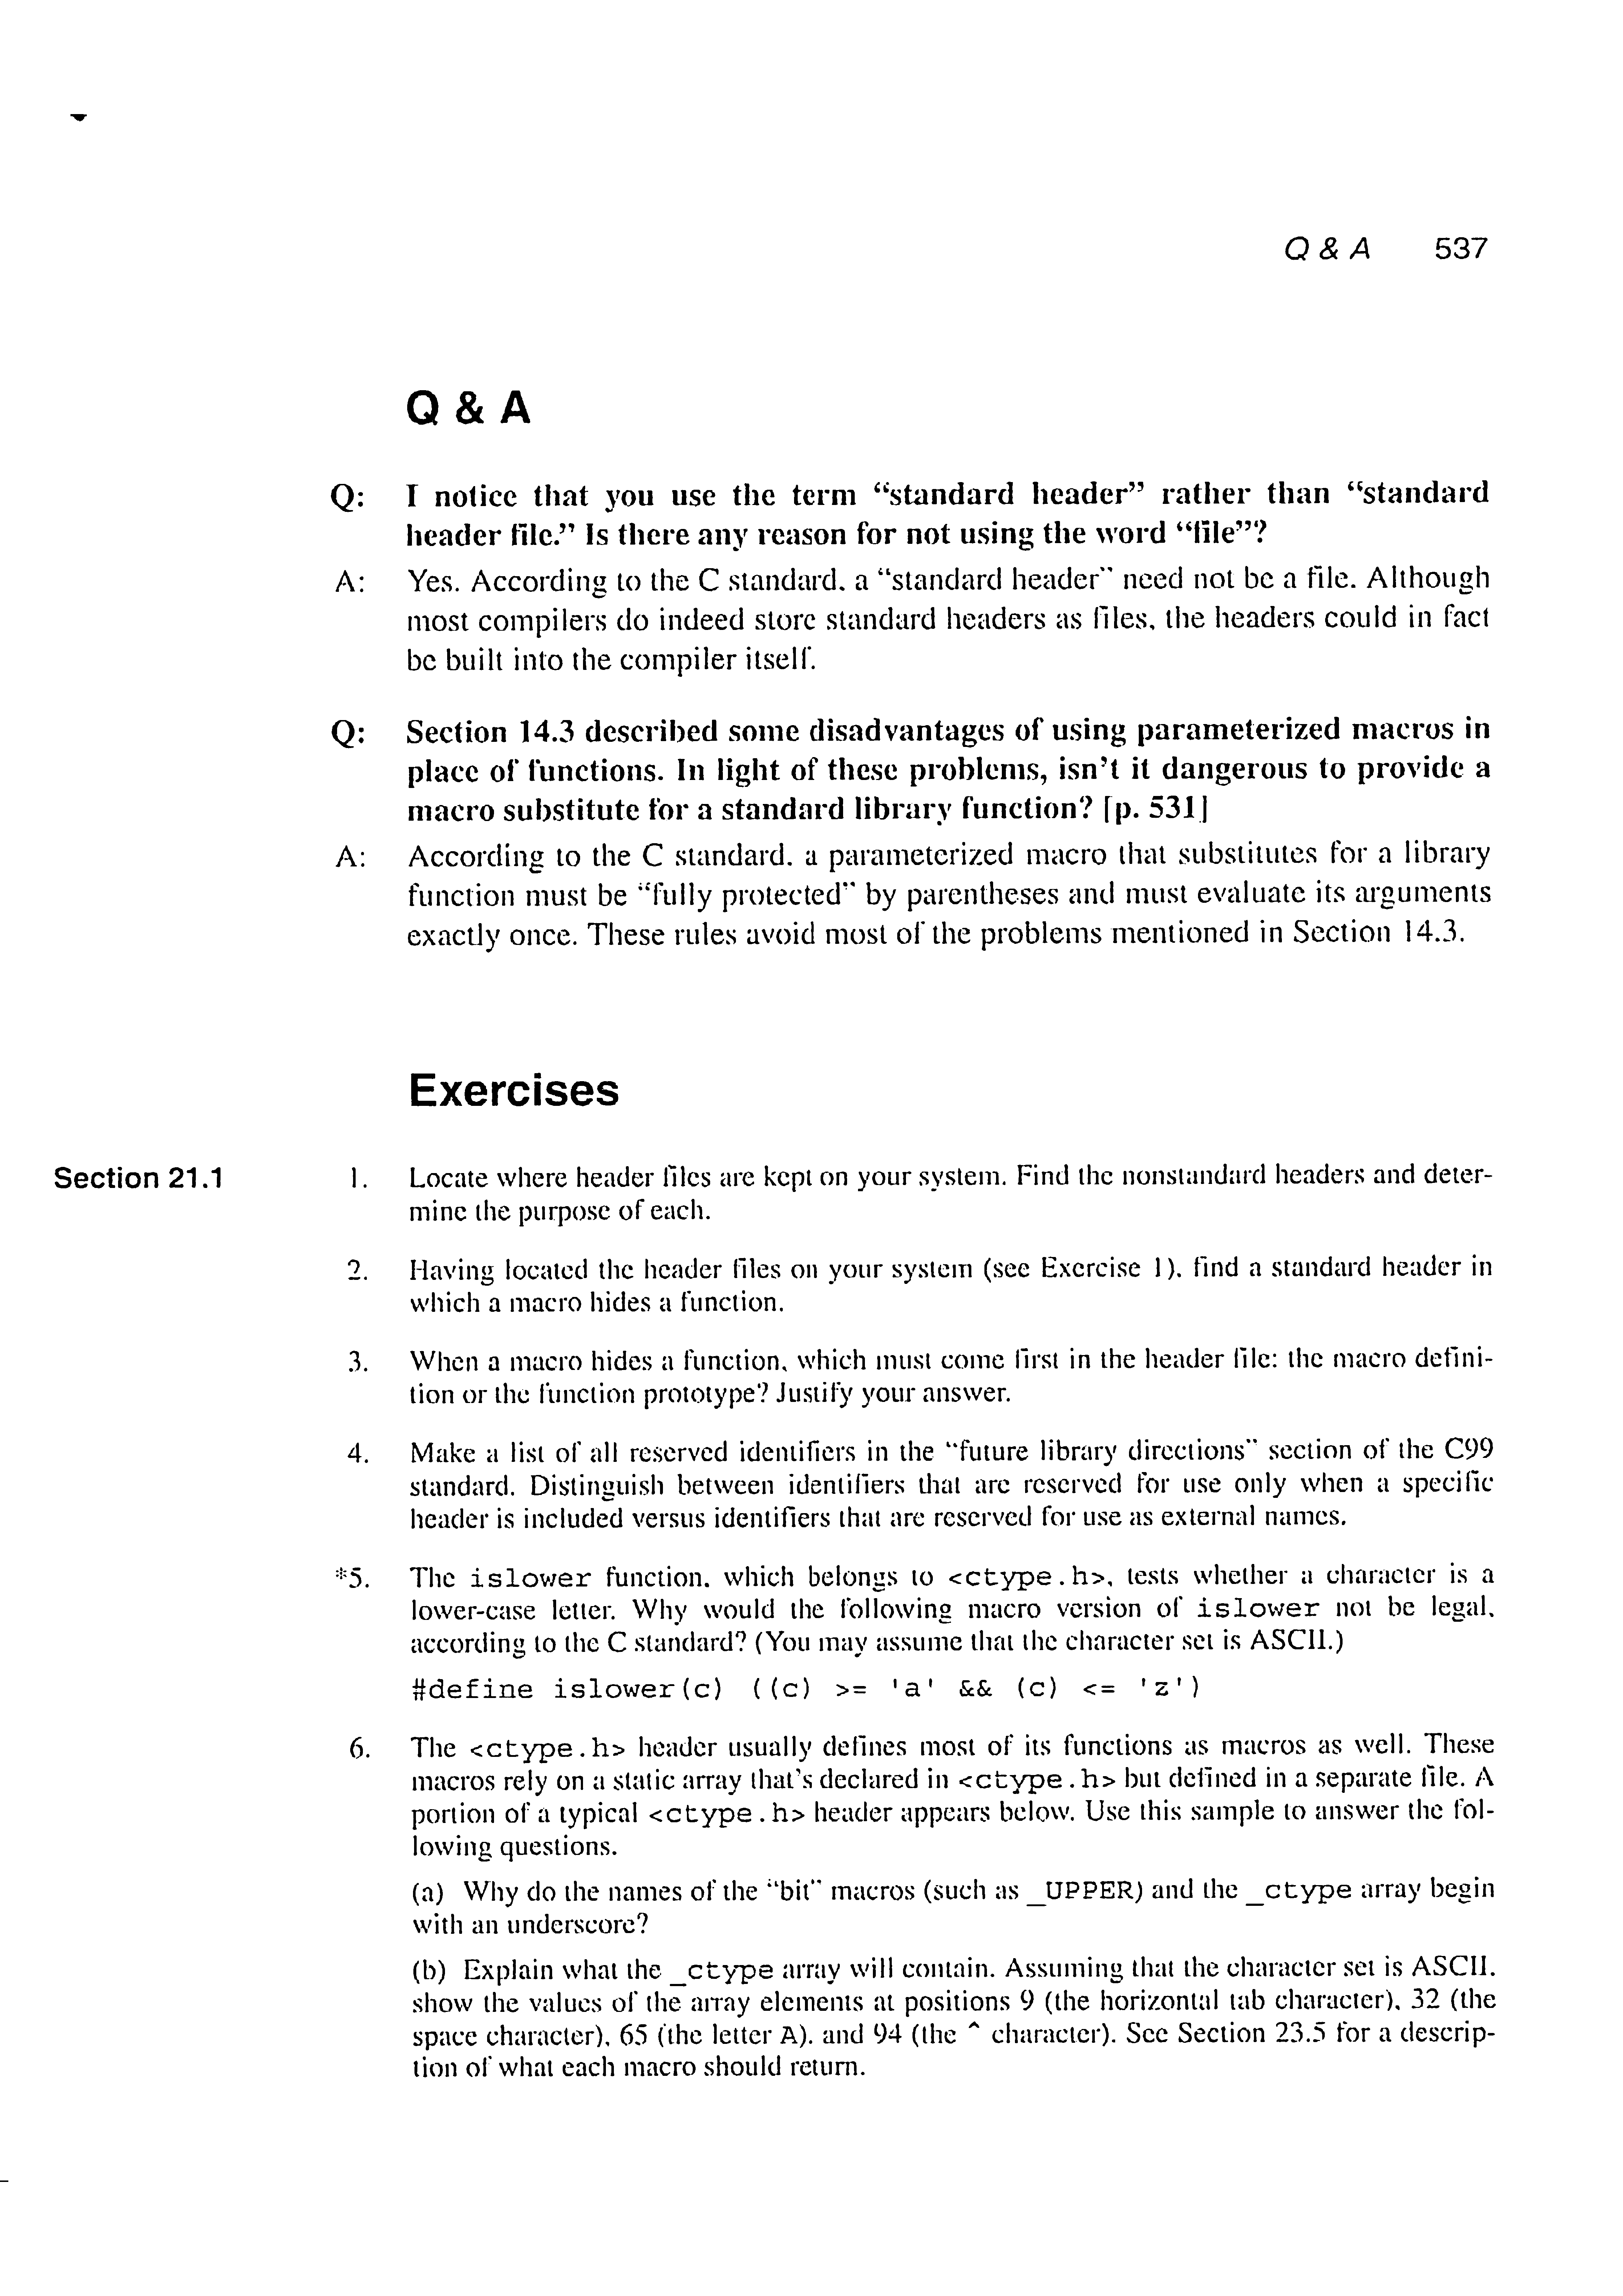 Q & A 537
Q & A
Q: I notice that you use the term “standard header” rather than “standard
header file.” Is there any reason for not using the word “file”?
A: Yes. According to the C standard, a “standard header” need not be a file. Although
most compilers do indeed store standard headers as files, the headers could in fact
be built into the compiler itself.
Q: Section 14.3 described some disadvantages of using parameterized macros in
place of functions. In light of these problems, isn’t it dangerous to provide a
macro substitute for a standard library function? [p. 531]
A: According to the C standard, a parameterized macro that substitutes for a library
function must be “fully protected” by parentheses and must evaluate its arguments
exactly once. These rules avoid most of the problems mentioned in Section 14.3.
Exercises
Section 21.1 1. Locate where header files are kept on your system. Find the nonstandard headers and deter-
mine the purpose of each.
2. Having located the header files on your system (see Exercise 1), find a standard header in
which a macro hides a function.
3. When a macro hides a function, which must come first in the header file: the macro defini-
tion or the function prototype? Justify your answer.
4. Make a list of all reserved identifiers in the “future library directions” section of the C99
standard. Distinguish between identifiers that are reserved for use only when a specific
header is included versus identifiers that are reserved for use as external names.
*5. The islower function, which belongs to <ctype.h>, tests whether a character is a
lower-case letter. Why would the following macro version of islower not be legal,
according to the C standard? (You may assume that the character set is ASCII.)
#define islower(c) ((c) >= 'a' && (c) <= 'z')
6. The <ctype.h> header usually defines most of its functions as macros as well. These
macros rely on a static array that’s declared in <ctype.h> but defined in a separate file. A
portion of a typical <ctype.h> header appears below. Use this sample to answer the fol-
lowing questions.
(a) Why do the names of the “bit” macros (such as _UPPER) and the _ctype array begin
with an underscore?
(b) Explain what the _ctype array will contain. Assuming that the character set is ASCII,
show the values of the array elements at positions 9 (the horizontal tab character), 32 (the
space character), 65 (the letter A), and 94 (the ^ character). See Section 23.5 for a descrip-
tion of what each macro should return.